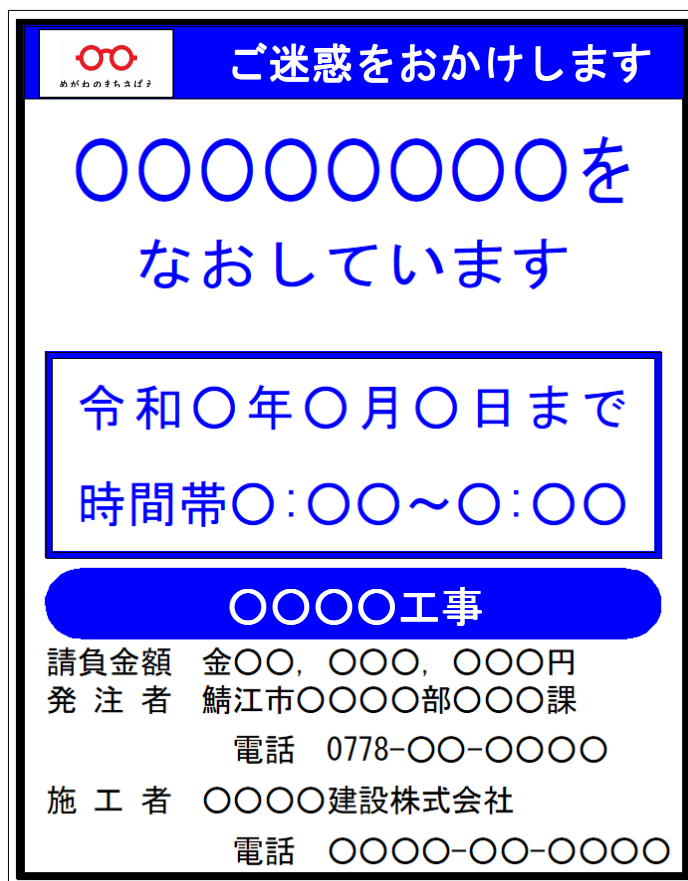 めがねのまちさばえ
ご迷惑をおかけします
〇〇〇〇〇〇〇〇を
なおしています
令和〇年〇月〇日まで
時間帯〇:〇〇～〇:〇〇
〇〇〇〇工事
請負金額　金〇〇，〇〇〇，〇〇〇円
発注者　鯖江市〇〇〇〇部〇〇〇課
電話　0778-〇〇-〇〇〇〇
施工者　〇〇〇〇建設株式会社
電話　〇〇〇〇-〇〇-〇〇〇〇